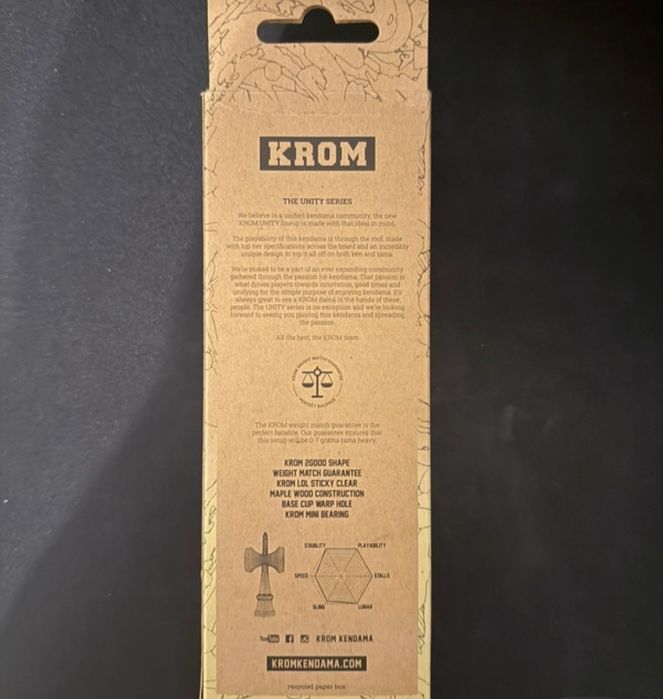 KROM
THE UNITY SERIES
We believe in a unified kendama community, the new
KROM UNITY lineup is made with that ideal in mind.
The playability of this kendama is through the roof, made
with top tier specifications across the board and an incredibly
unique design to top it all off on both ken and tama.
We're stoked to be a part of an ever expanding community
gathered through the passion for kendama. That passion is
what drives players towards innovation, good times and
unifying for the simple purpose of enjoying kendama. It's
always great to see a KROM dama in the hands of these
people. The UNITY series is no exception and we're looking
forward to seeing you playing this kendama and spreading
the passion.
All the best, the KROM team
KROM WEIGHT MATCH GUARANTEE
PERFECT BALANCE
The KROM weight match guarantee is the
perfect balance. Our guarantee ensures that
this setup will be 0-7 grams tama heavy.
KROM 2GOOD SHAPE
WEIGHT MATCH GUARANTEE
KROM LOL STICKY CLEAR
MAPLE WOOD CONSTRUCTION
BASE CUP WARP HOLE
KROM MINI BEARING
STABILITY PLAYABILITY
SPEED STALLS
SLING LUNAR
YouTube KROM KENDAMA
KROMKENDAMA.COM
recycled paper box